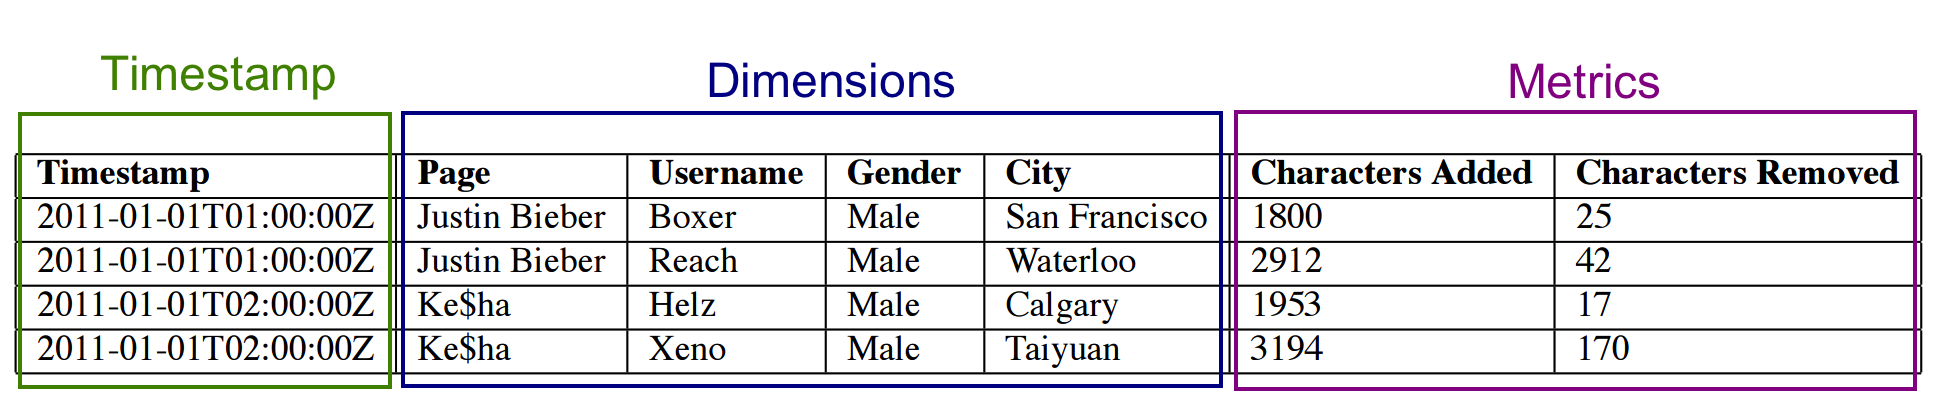 Timestamp Dimensions Metrics
Timestamp Page Username Gender City Characters Added Characters Removed
2011-01-01T01:00:00Z Justin Bieber Boxer Male San Francisco 1800 25
2011-01-01T01:00:00Z Justin Bieber Reach Male Waterloo 2912 42
2011-01-01T02:00:00Z Ke$ha Helz Male Calgary 1953 17
2011-01-01T02:00:00Z Ke$ha Xeno Male Taiyuan 3194 170